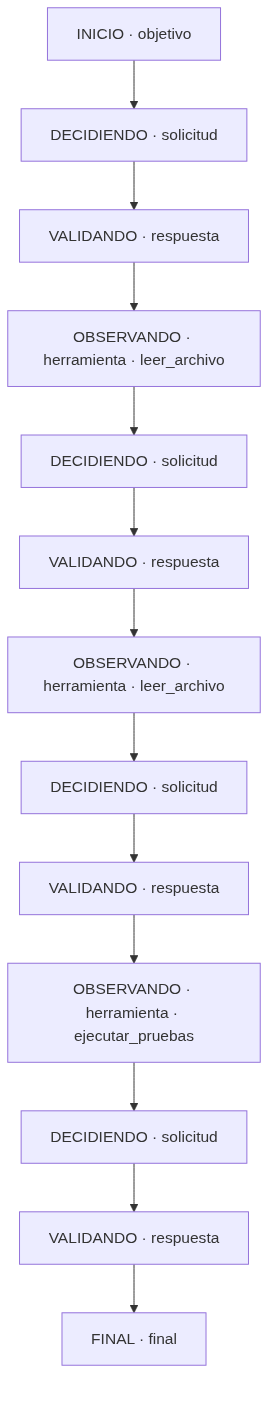 INICIO · objetivo
DECIDIENDO · solicitud
VALIDANDO · respuesta
OBSERVANDO ·
herramienta · leer_archivo
DECIDIENDO · solicitud
VALIDANDO · respuesta
OBSERVANDO ·
herramienta · leer_archivo
DECIDIENDO · solicitud
VALIDANDO · respuesta
OBSERVANDO ·
herramienta ·
ejecutar_pruebas
DECIDIENDO · solicitud
VALIDANDO · respuesta
FINAL · final